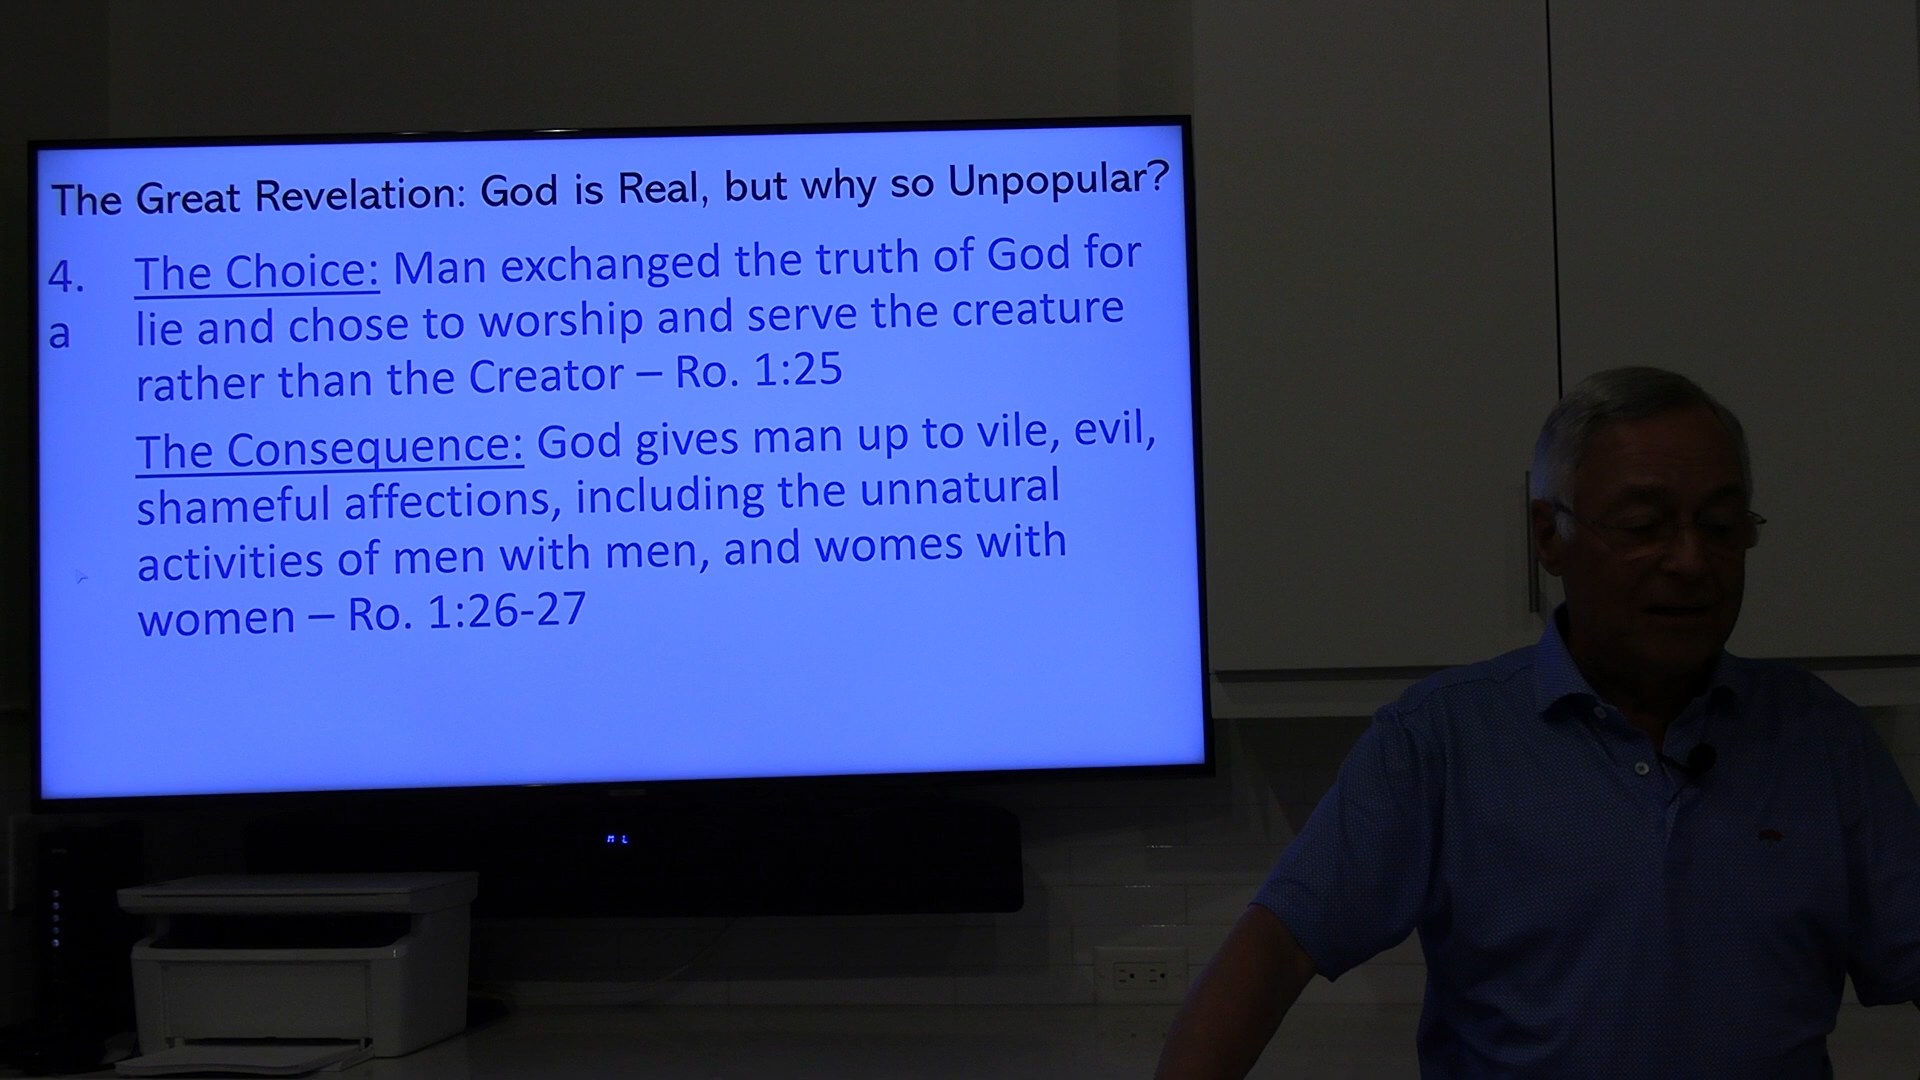 The Great Revelation: God is Real, but why so Unpopular?
4. The Choice: Man exchanged the truth of God for
a lie and chose to worship and serve the creature
rather than the Creator – Ro. 1:25
The Consequence: God gives man up to vile, evil,
shameful affections, including the unnatural
activities of men with men, and womes with
women – Ro. 1:26-27